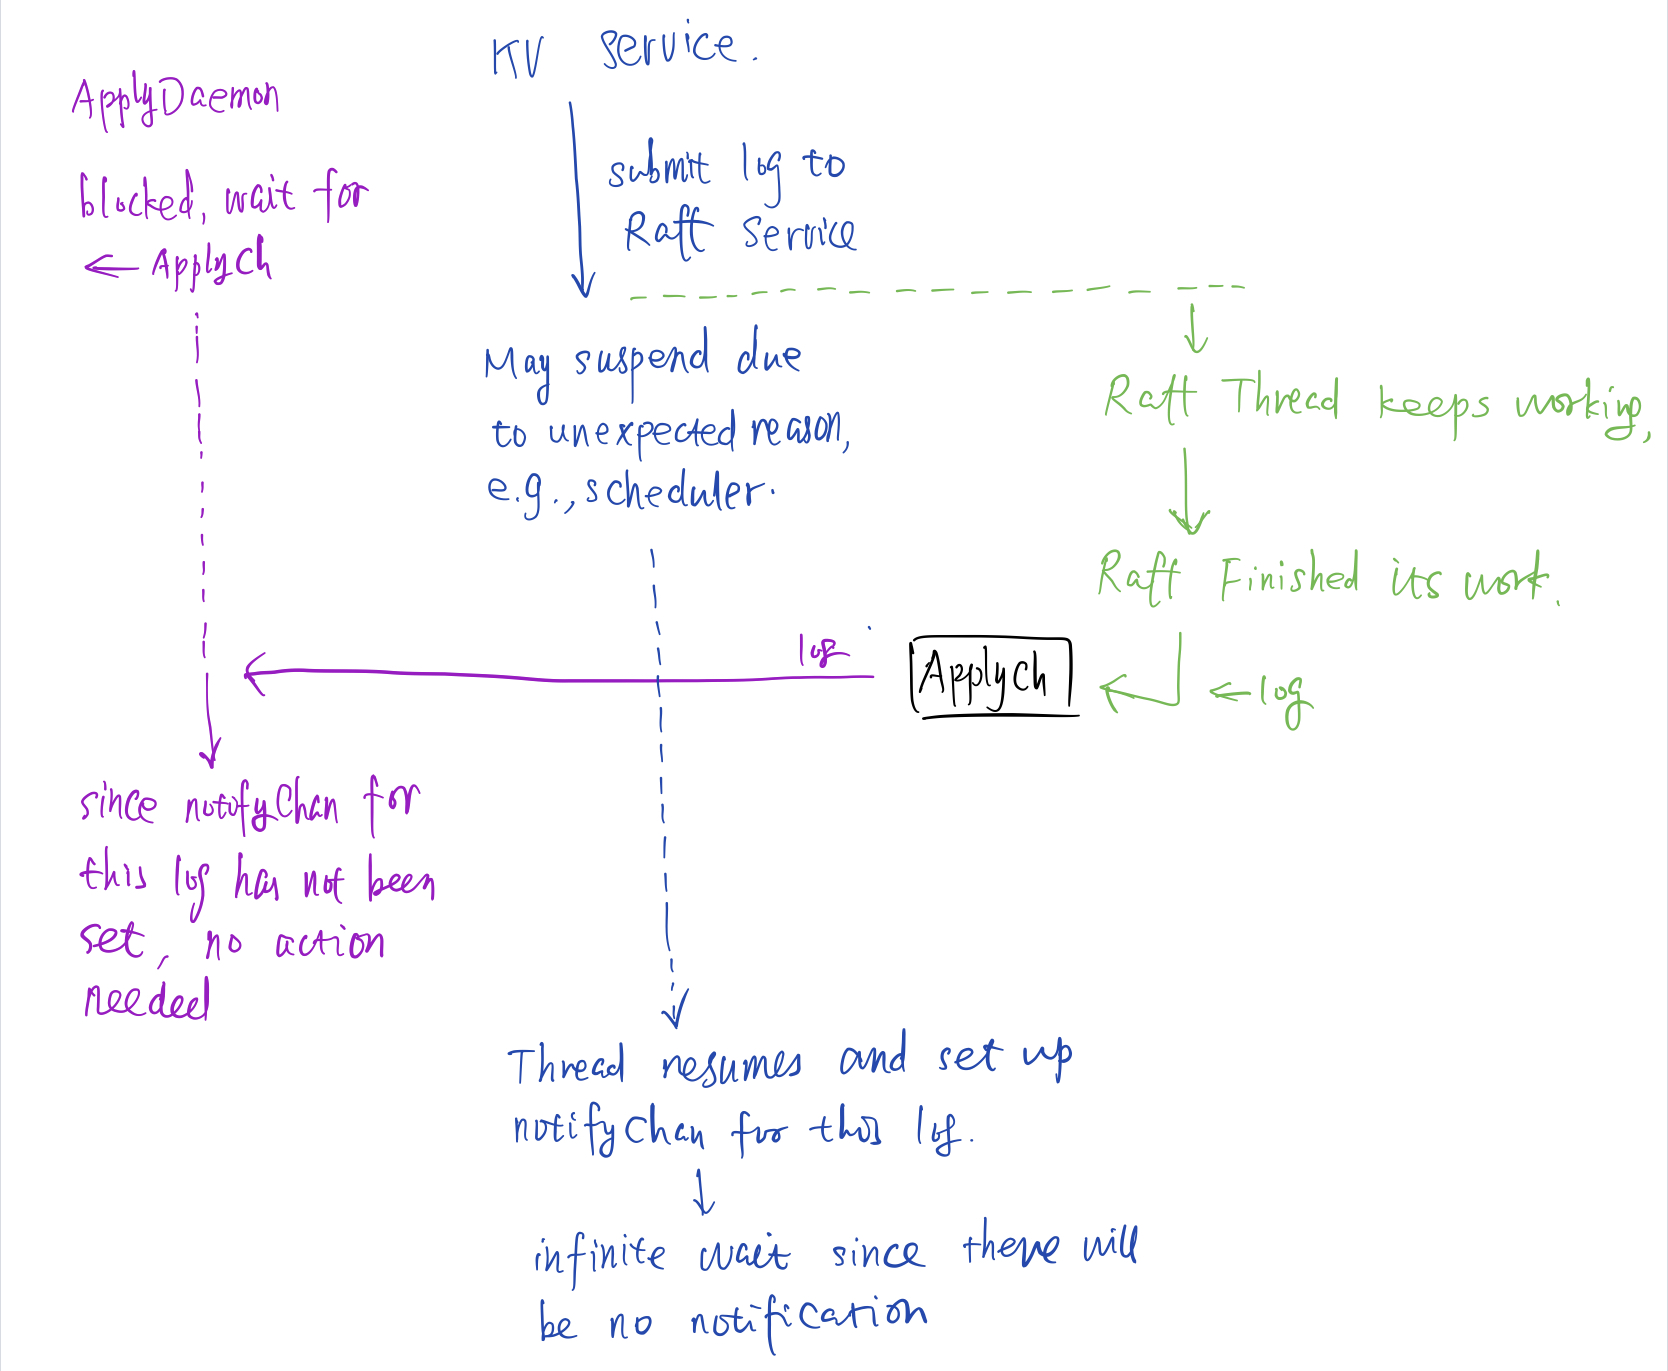 KV service.
ApplyDaemon
blocked, wait for
← ApplyCh
submit log to
Raft Service
May suspend due
to unexpected reason,
e.g., scheduler.
Raft Thread keeps working,
Raft Finished its work.
log
ApplyCh
← log
since notifyChan for
this log has not been
set, no action
needed
Thread resumes and set up
notifyChan for this log.
infinite wait since there will
be no notification